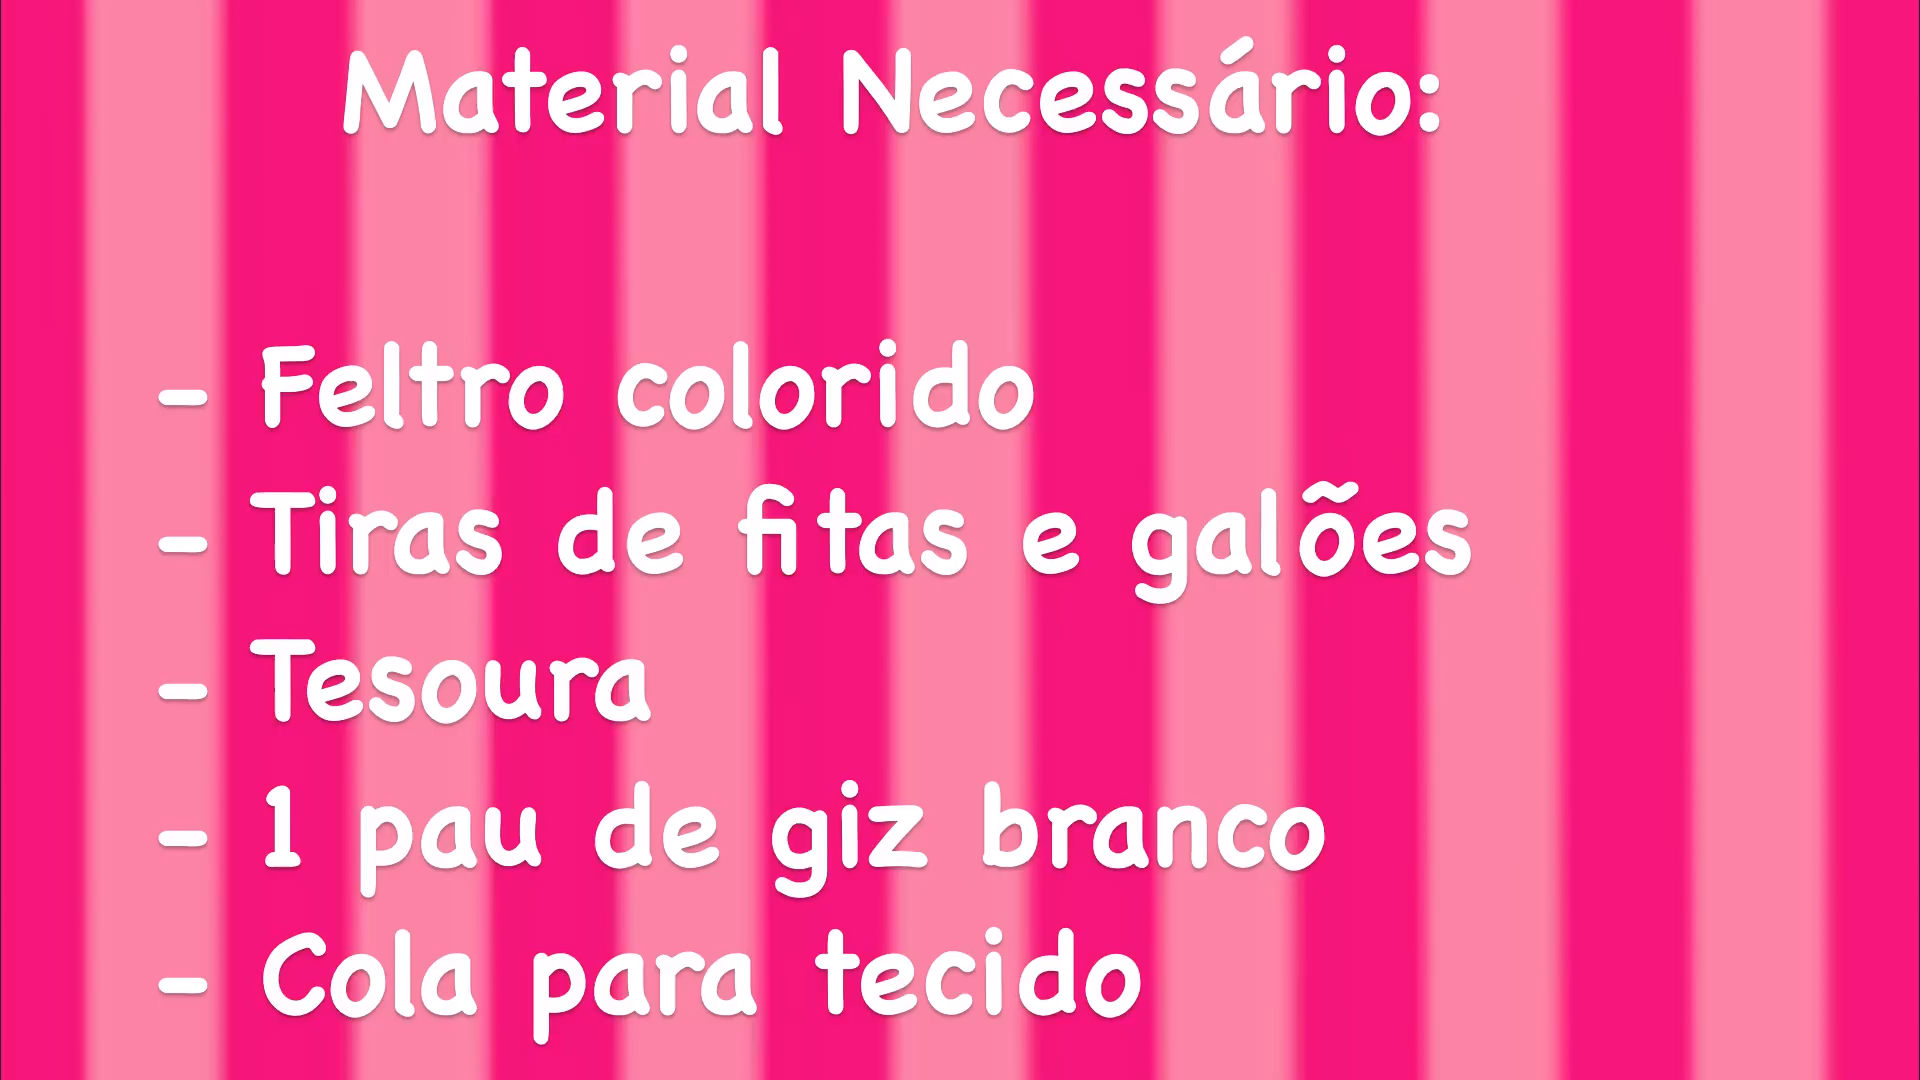 Material Necessário:
- Feltro colorido
- Tiras de fitas e galões
- Tesoura
- 1 pau de giz branco
- Cola para tecido